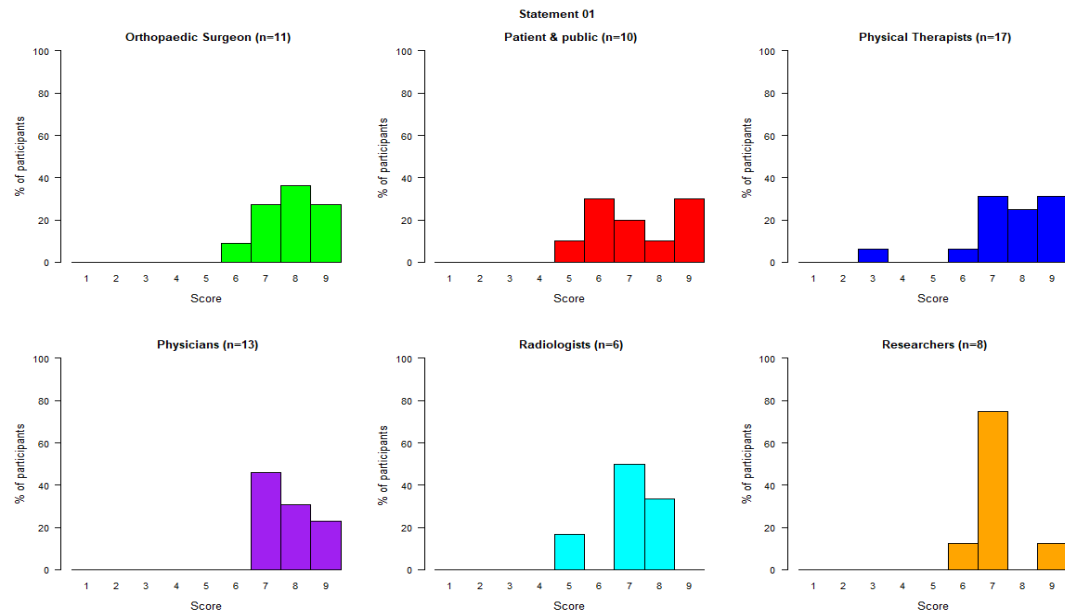 Statement 01
Orthopaedic Surgeon (n=11)
% of participants
100
80
60
40
20
0
1 2 3 4 5 6 7 8 9
Score
Patient & public (n=10)
% of participants
100
80
60
40
20
0
1 2 3 4 5 6 7 8 9
Score
Physical Therapists (n=17)
% of participants
100
80
60
40
20
0
1 2 3 4 5 6 7 8 9
Score
Physicians (n=13)
% of participants
100
80
60
40
20
0
1 2 3 4 5 6 7 8 9
Score
Radiologists (n=6)
% of participants
100
80
60
40
20
0
1 2 3 4 5 6 7 8 9
Score
Researchers (n=8)
% of participants
100
80
60
40
20
0
1 2 3 4 5 6 7 8 9
Score